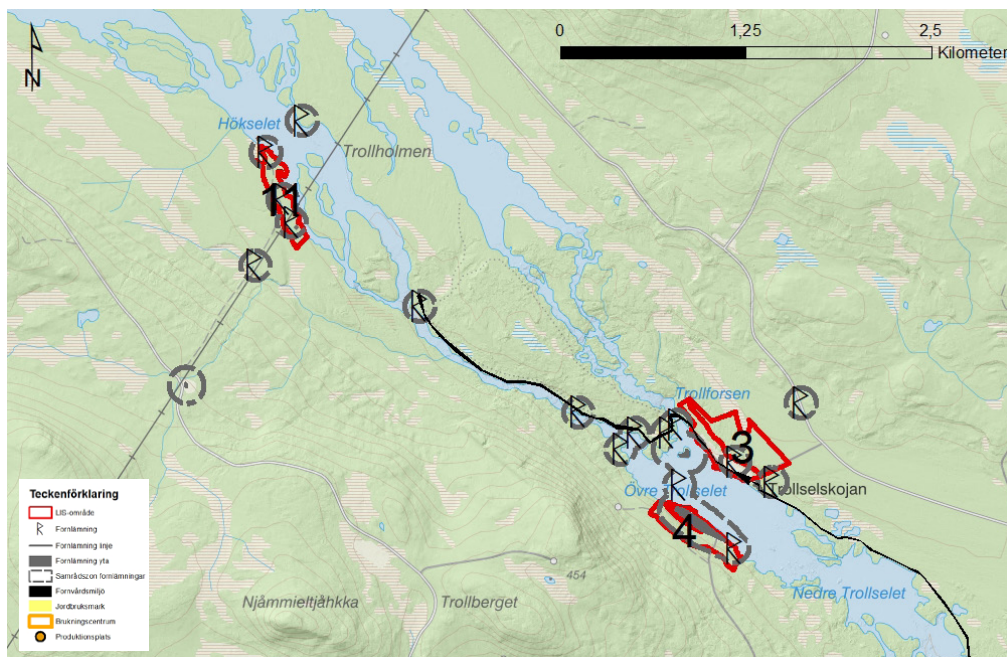 0
1,25
2,5
Kilometer
N
Hökselet
Trollholmen
11
Trollforsen
3
Trollselskojan
Övre Trollselet
4
Nedre Trollselet
454
Njåmmieltjåhkka
Trollberget
Teckenförklaring
LIS-område
R Fornlämning
Fornlämning linje
Fornlämning yta
Samrådszon fornlämningar
Fornvårdsmiljö
Jordbruksmark
Brukningscentrum
Produktionsplats